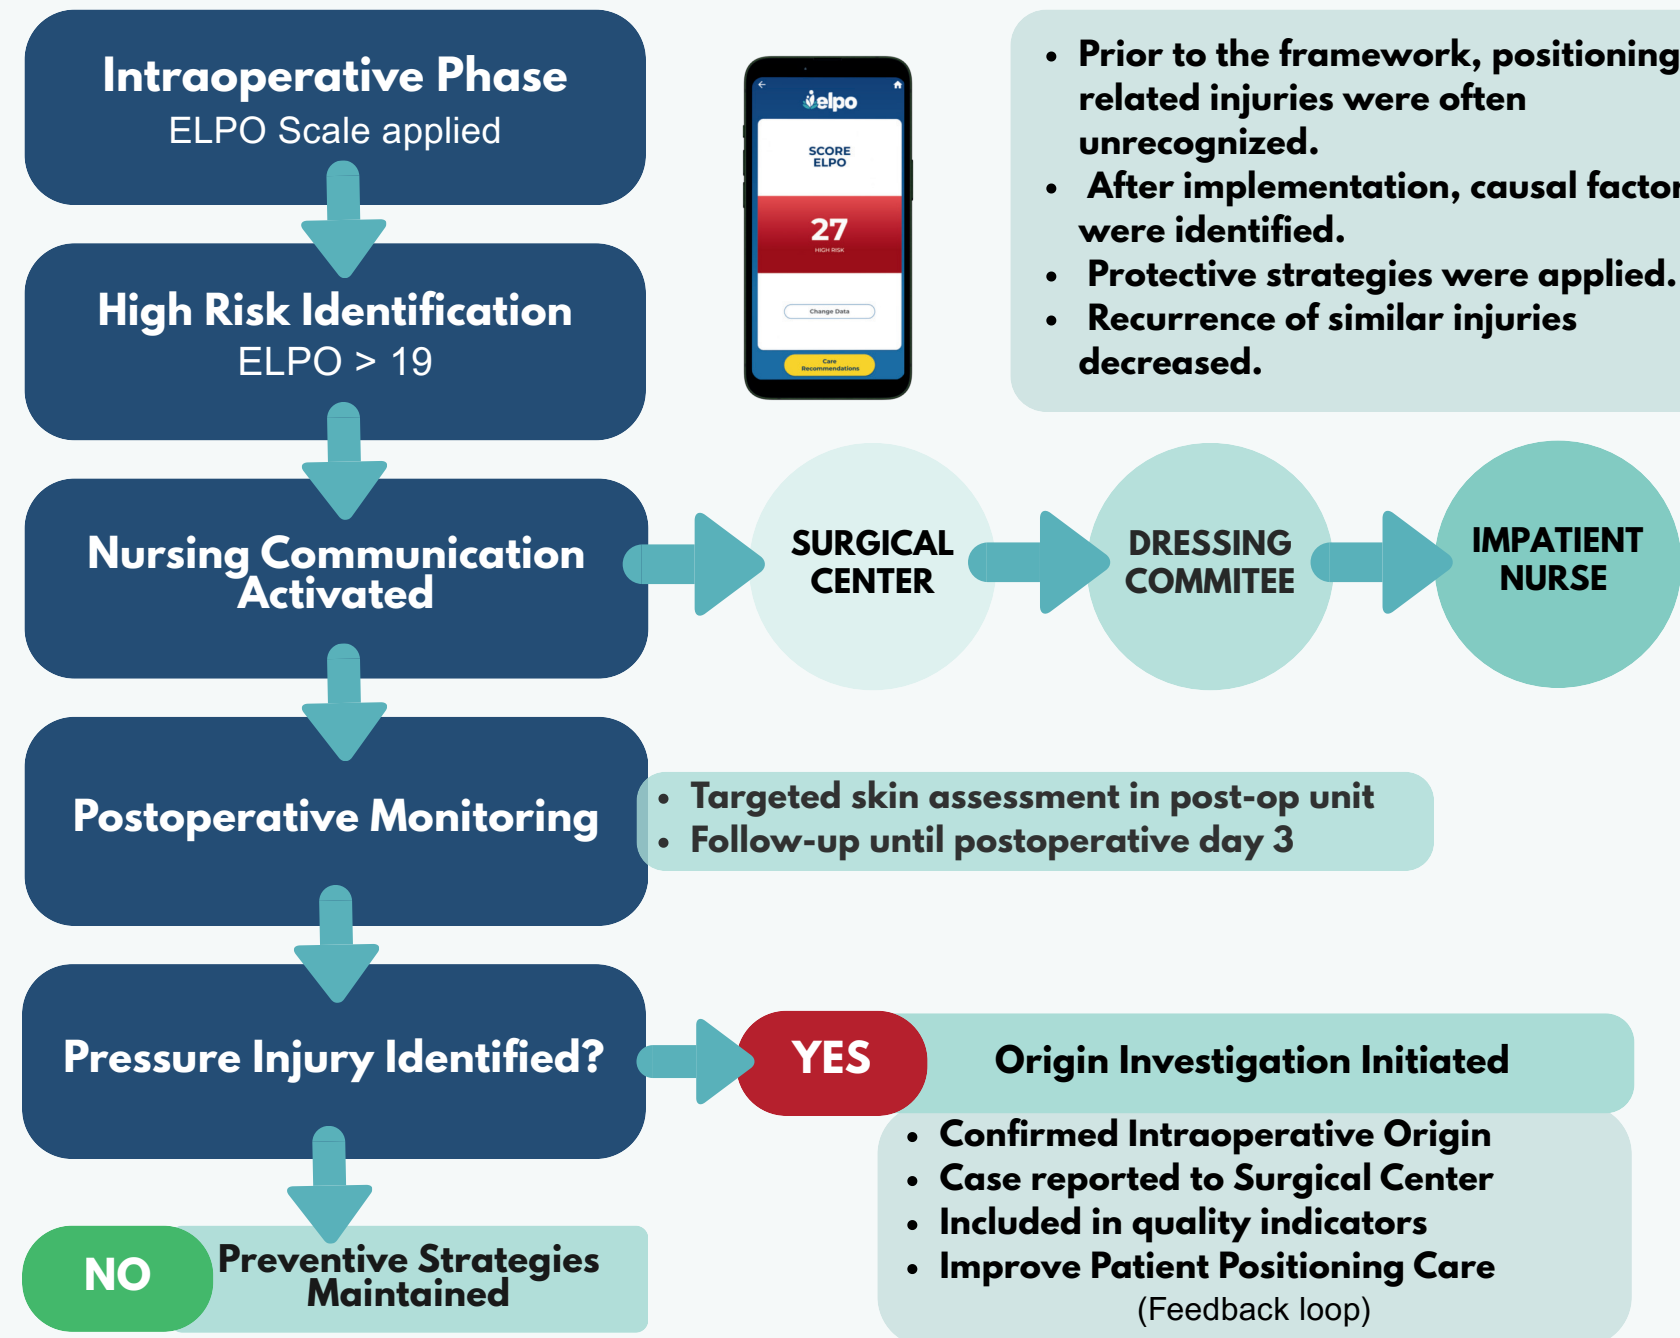 Intraoperative Phase
ELPO Scale applied
High Risk Identification
ELPO > 19
Nursing Communication
Activated
Postoperative Monitoring
Pressure Injury Identified?
NO
Preventive Strategies
Maintained
elpo
SCORE
ELPO
27
HIGH RISK
Change Data
Care
Recommendations
• Prior to the framework, positioning
related injuries were often
unrecognized.
• After implementation, causal factor
were identified.
• Protective strategies were applied.
• Recurrence of similar injuries
decreased.
SURGICAL
CENTER
DRESSING
COMMITEE
IMPATIENT
NURSE
• Targeted skin assessment in post-op unit
• Follow-up until postoperative day 3
YES
Origin Investigation Initiated
• Confirmed Intraoperative Origin
• Case reported to Surgical Center
• Included in quality indicators
• Improve Patient Positioning Care
(Feedback loop)